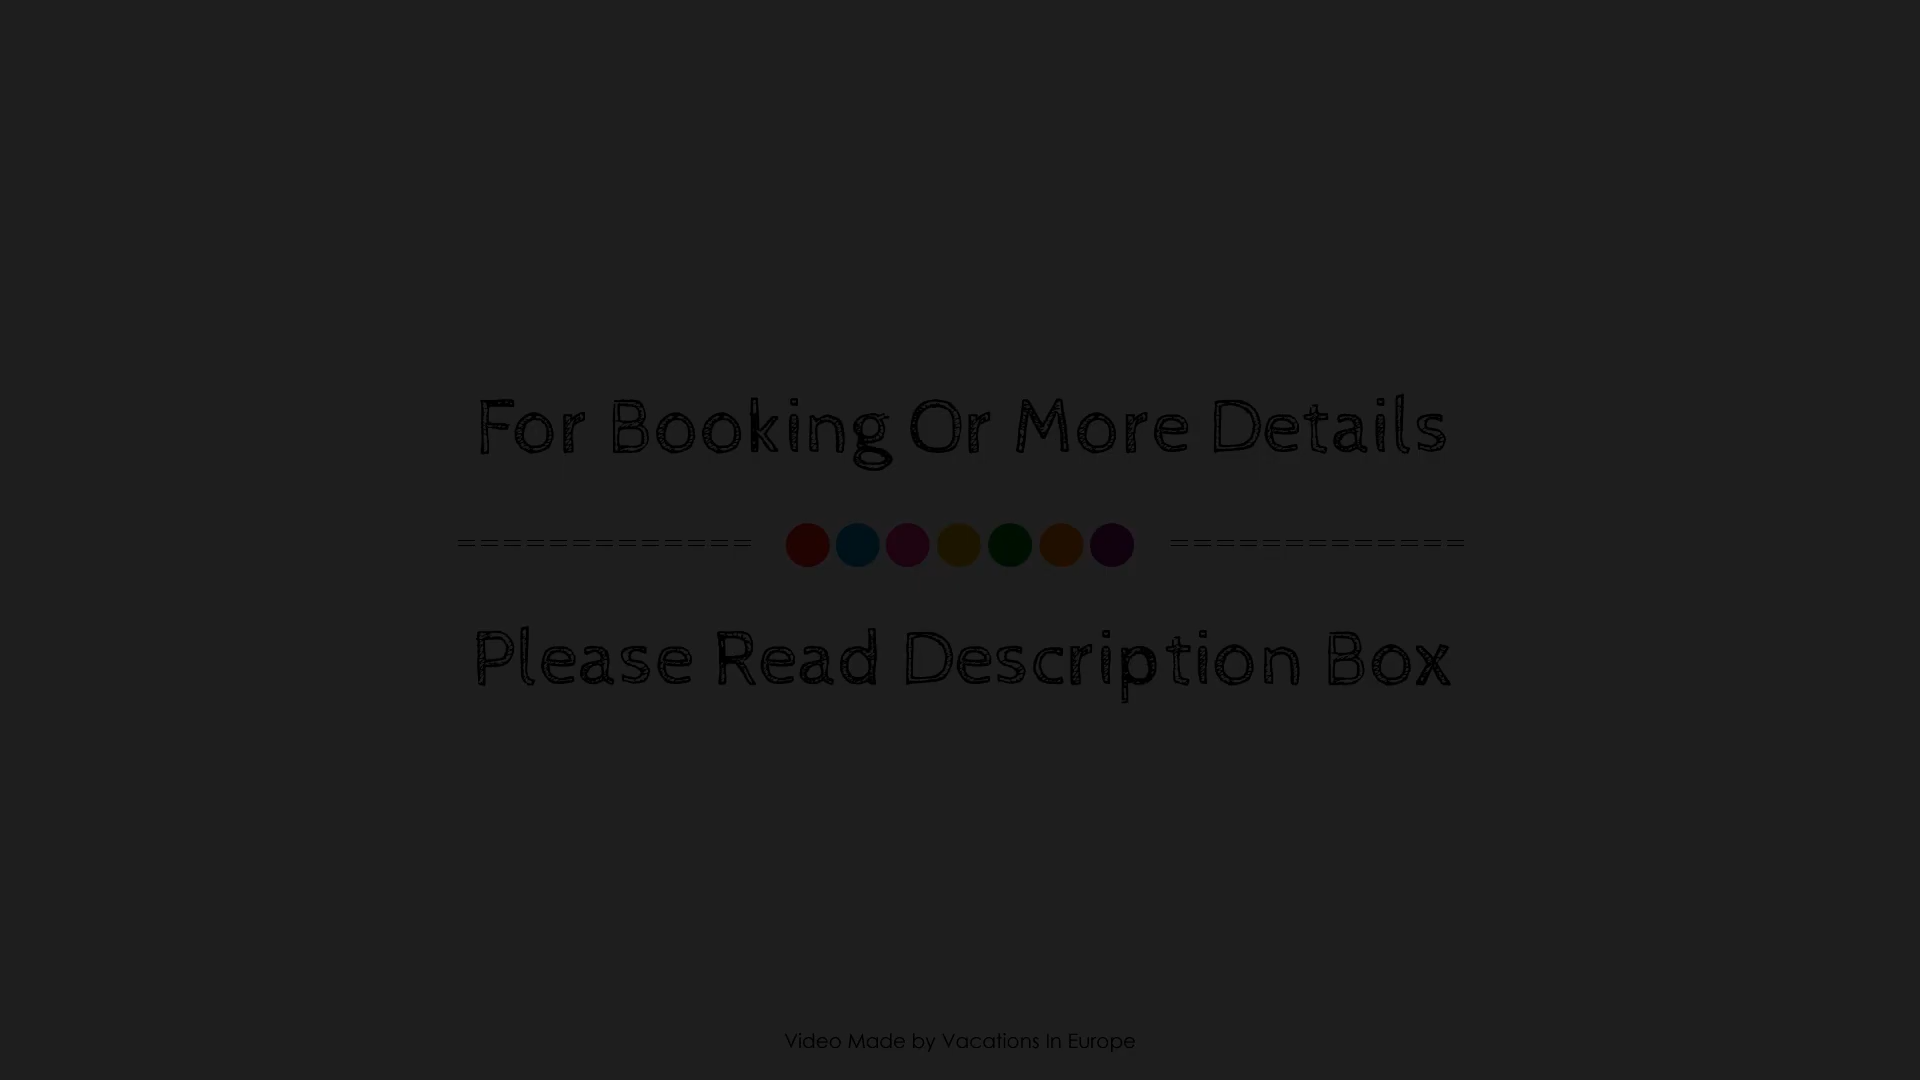 For Booking Or More Details
============= =============
Please Read Description Box
Video Made by Vacations In Europe